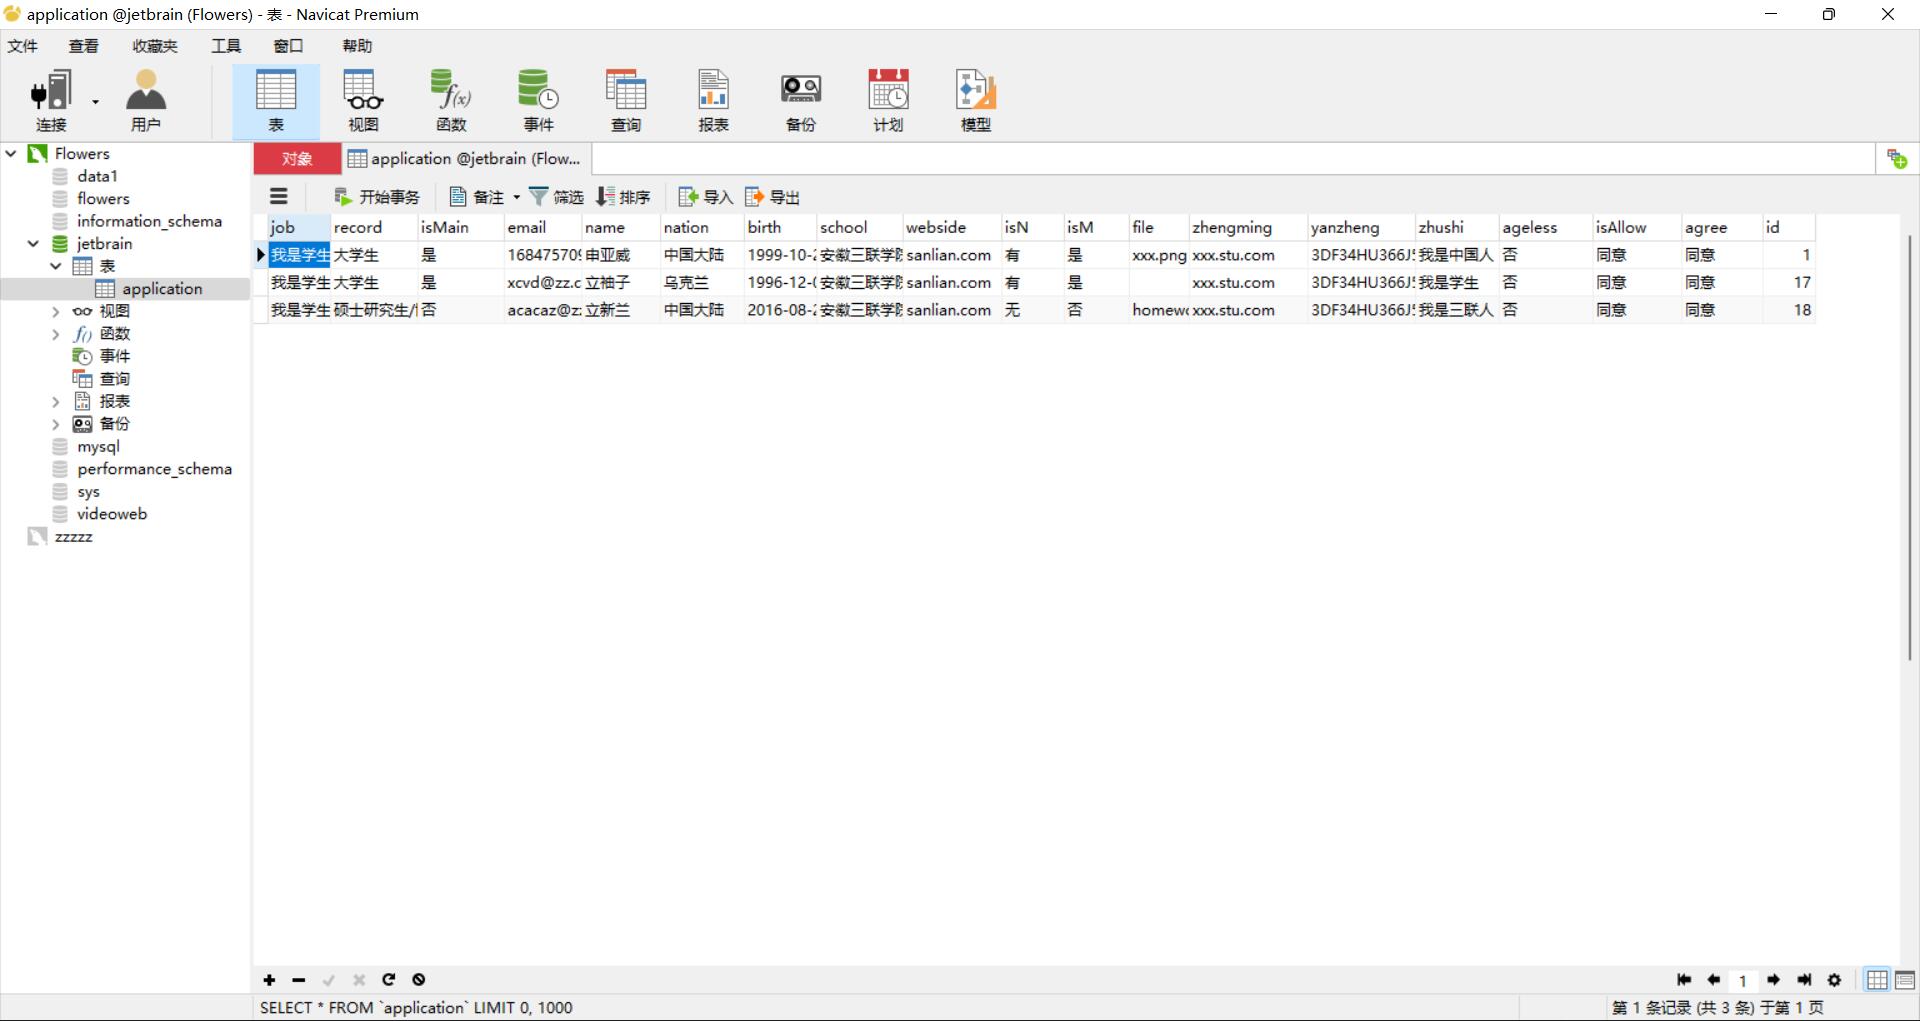 application @jetbrain (Flowers) - 表 - Navicat Premium
文件 查看 收藏夹 工具 窗口 帮助
连接 用户 表 视图 函数 事件 查询 报表 备份 计划 模型
Flowers
data1
flowers
information_schema
jetbrain
表
application
视图
函数
事件
查询
报表
备份
mysql
performance_schema
sys
videoweb
zzzzz
对象 application @jetbrain (Flow...
开始事务 备注 筛选 排序 导入 导出
job record isMain email name nation birth school webside isN isM file zhengming yanzheng zhushi ageless isAllow agree id
我是学生 大学生 是 168475709 申亚威 中国大陆 1999-10-2 安徽三联学院 sanlian.com 有 是 xxx.png xxx.stu.com 3DF34HU366J! 我是中国人 否 同意 同意 1
我是学生 大学生 是 xcvd@zz.c 立袖子 乌克兰 1996-12-0 安徽三联学院 sanlian.com 有 是 xxx.stu.com 3DF34HU366J! 我是学生 否 同意 同意 17
我是学生 硕士研究生/ 否 acacaz@z 立新兰 中国大陆 2016-08-2 安徽三联学院 sanlian.com 无 否 homew xxx.stu.com 3DF34HU366J! 我是三联人 否 同意 同意 18
1
SELECT * FROM `application` LIMIT 0, 1000
第 1 条记录 (共 3 条) 于第 1 页